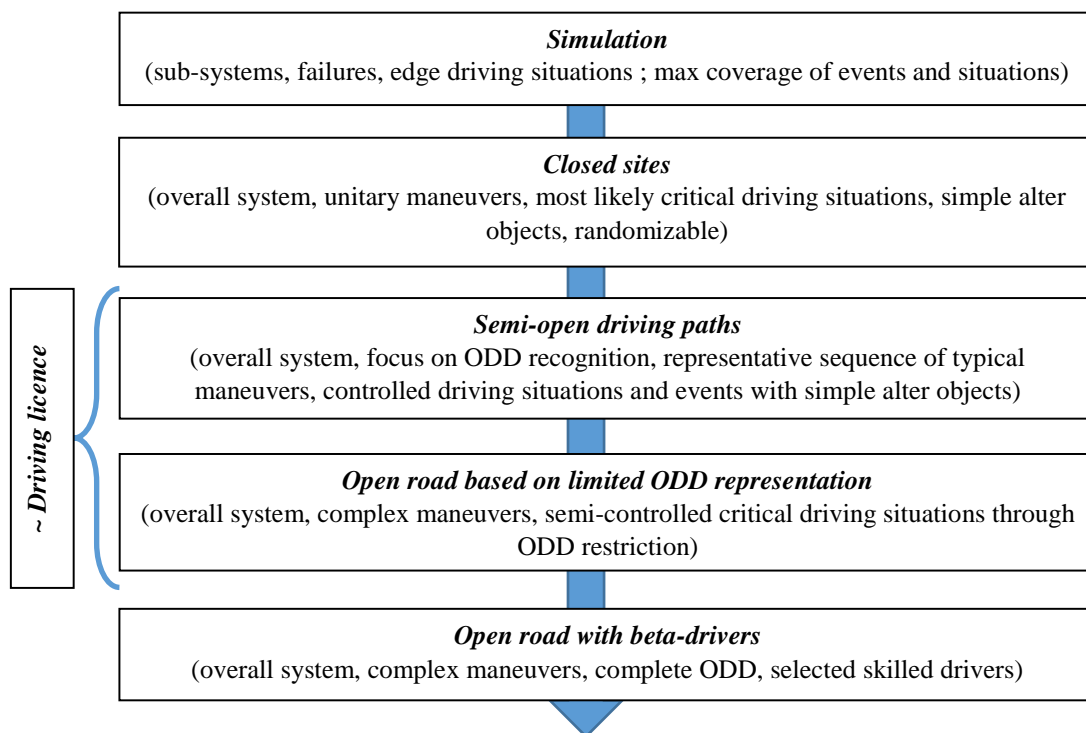 Simulation
(sub-systems, failures, edge driving situations ; max coverage of events and situations)
Closed sites
(overall system, unitary maneuvers, most likely critical driving situations, simple alter
objects, randomizable)
~ Driving licence
Semi-open driving paths
(overall system, focus on ODD recognition, representative sequence of typical
maneuvers, controlled driving situations and events with simple alter objects)
Open road based on limited ODD representation
(overall system, complex maneuvers, semi-controlled critical driving situations through
ODD restriction)
Open road with beta-drivers
(overall system, complex maneuvers, complete ODD, selected skilled drivers)